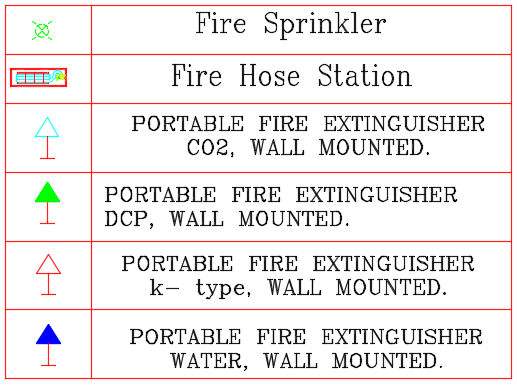 Fire Sprinkler
Fire Hose Station
PORTABLE FIRE EXTINGUISHER
CO2, WALL MOUNTED.
PORTABLE FIRE EXTINGUISHER
DCP, WALL MOUNTED.
PORTABLE FIRE EXTINGUISHER
k- type, WALL MOUNTED.
PORTABLE FIRE EXTINGUISHER
WATER, WALL MOUNTED.